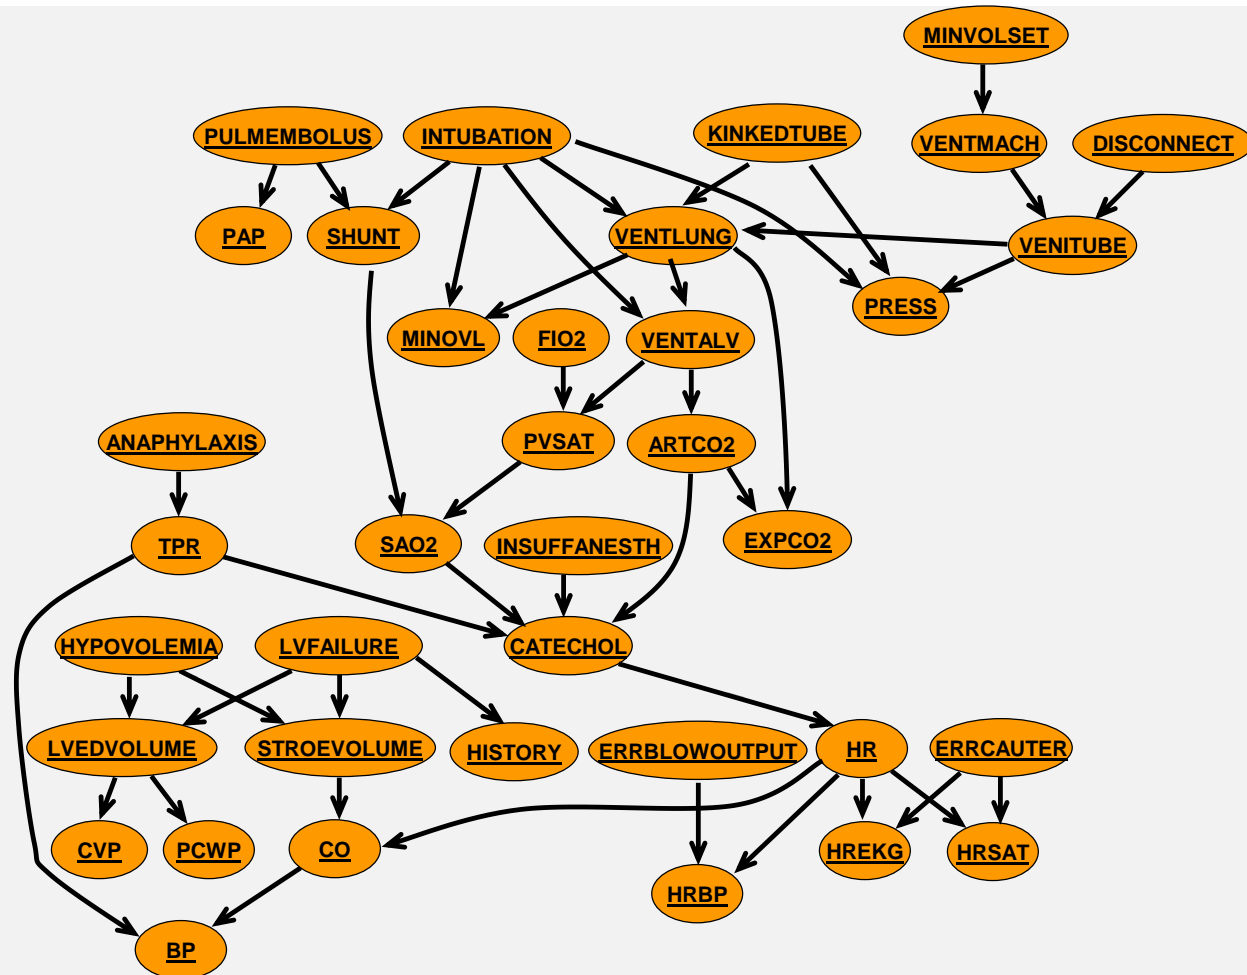 MINVOLSET
PULMEMBOLUS
INTUBATION
KINKEDTUBE
VENTMACH
DISCONNECT
PAP
SHUNT
VENTLUNG
VENITUBE
PRESS
MINOVL
FIO2
VENTALV
ANAPHYLAXIS
PVSAT
ARTCO2
TPR
SAO2
INSUFFANESTH
EXPCO2
HYPOVOLEMIA
LVFAILURE
CATECHOL
LVEDVOLUME
STROEVOLUME
HISTORY
ERRBLOWOUTPUT
HR
ERRCAUTER
CVP
PCWP
CO
HREKG
HRSAT
HRBP
BP